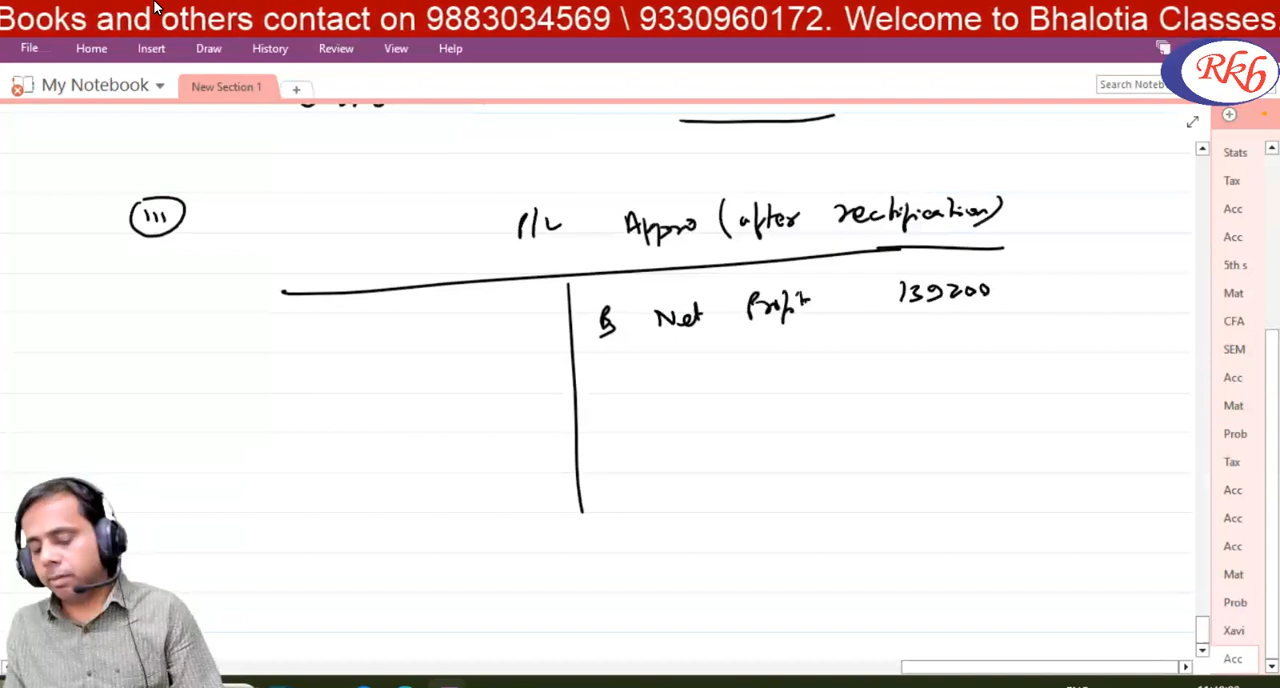 Books and others contact on 9883034569 \ 9330960172. Welcome to Bhalotia Classes
File Home Insert Draw History Review View Help
Rkb
My Notebook New Section 1 +
Search Noteb
Stats
Tax
Acc
Acc
5th s
Mat
CFA
SEM
Acc
Mat
Prob
Tax
Acc
Acc
Acc
Mat
Prob
Xavi
Acc
iii P/L Appro (after rectification)
By Net Profit 139200